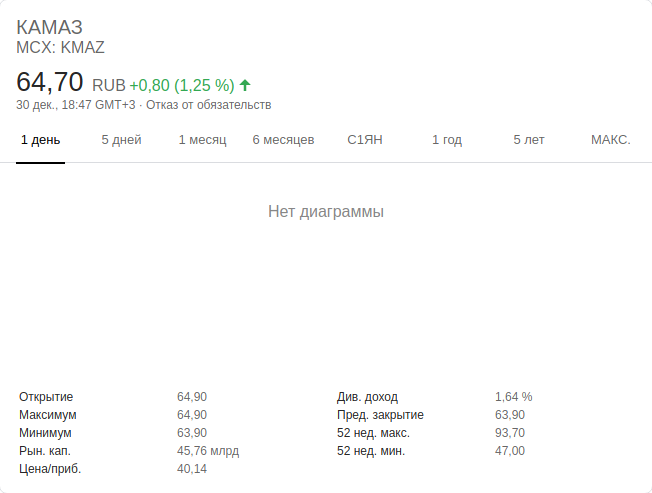 КАМАЗ
MCX: KMAZ
64,70 RUB +0,80 (1,25 %)
30 дек., 18:47 GMT+3 · Отказ от обязательств
1 день 5 дней 1 месяц 6 месяцев С1ЯН 1 год 5 лет МАКС.
Нет диаграммы
Открытие 64,90 Див. доход 1,64 %
Максимум 64,90 Пред. закрытие 63,90
Минимум 63,90 52 нед. макс. 93,70
Рын. кап. 45,76 млрд 52 нед. мин. 47,00
Цена/приб. 40,14